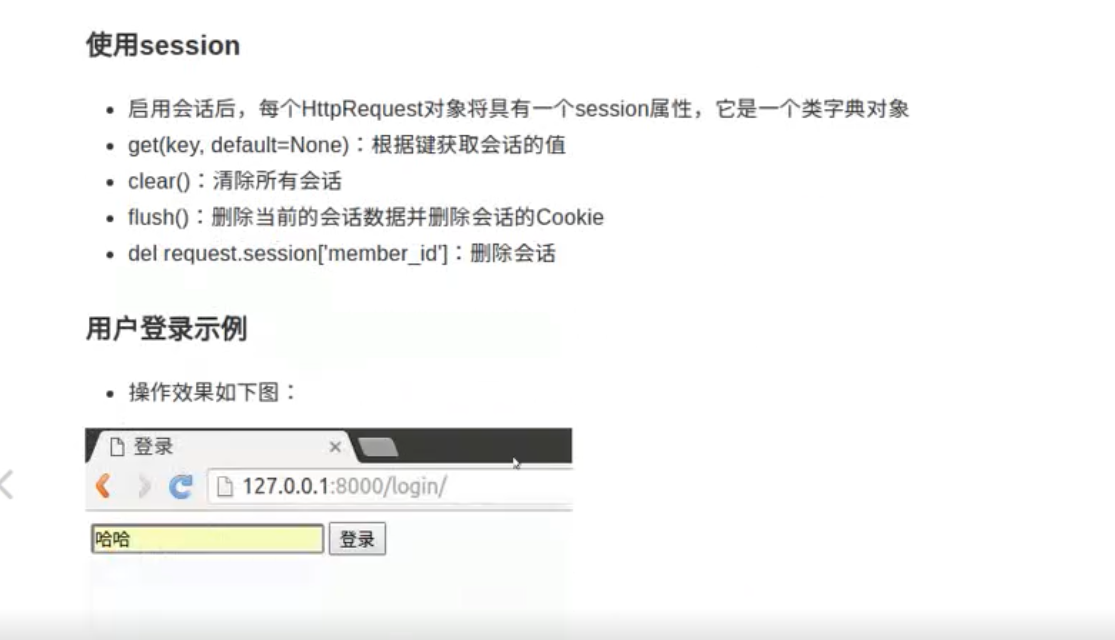 使用session
启用会话后，每个HttpRequest对象将具有一个session属性，它是一个类字典对象
get(key, default=None)：根据键获取会话的值
clear()：清除所有会话
flush()：删除当前的会话数据并删除会话的Cookie
del request.session['member_id']：删除会话
用户登录示例
操作效果如下图：
登录
127.0.0.1:8000/login/
哈哈 登录